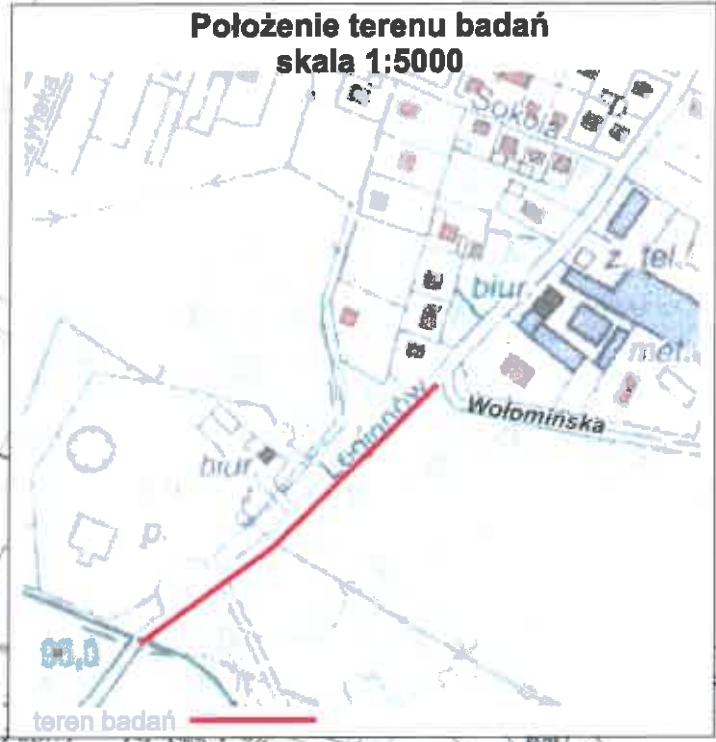 Położenie terenu badań
skala 1:5000
Sokola
z. tel.
biur.
met.
Wołomińska
Legionów
biur
p.
teren badań